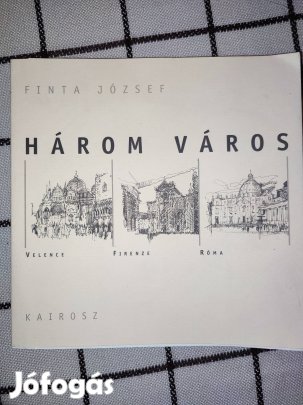 FINTA JÓZSEF
HÁROM VÁROS
VELENCE FIRENZE RÓMA
KAIROSZ
Jófogás